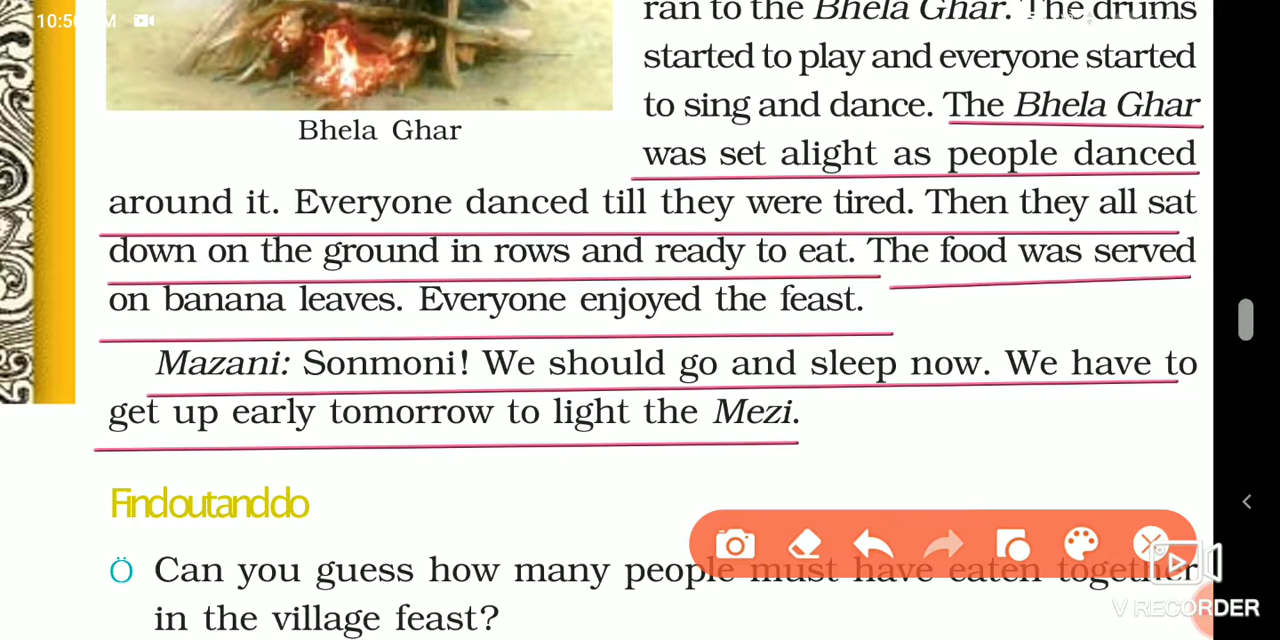 10:50 AM
ran to the Bhela Ghar. The drums
started to play and everyone started
to sing and dance. The Bhela Ghar
Bhela Ghar
was set alight as people danced
around it. Everyone danced till they were tired. Then they all sat
down on the ground in rows and ready to eat. The food was served
on banana leaves. Everyone enjoyed the feast.
Mazani: Sonmoni! We should go and sleep now. We have to
get up early tomorrow to light the Mezi.
Find out and do
Ö Can you guess how many people must have eaten together
in the village feast?
V RECORDER